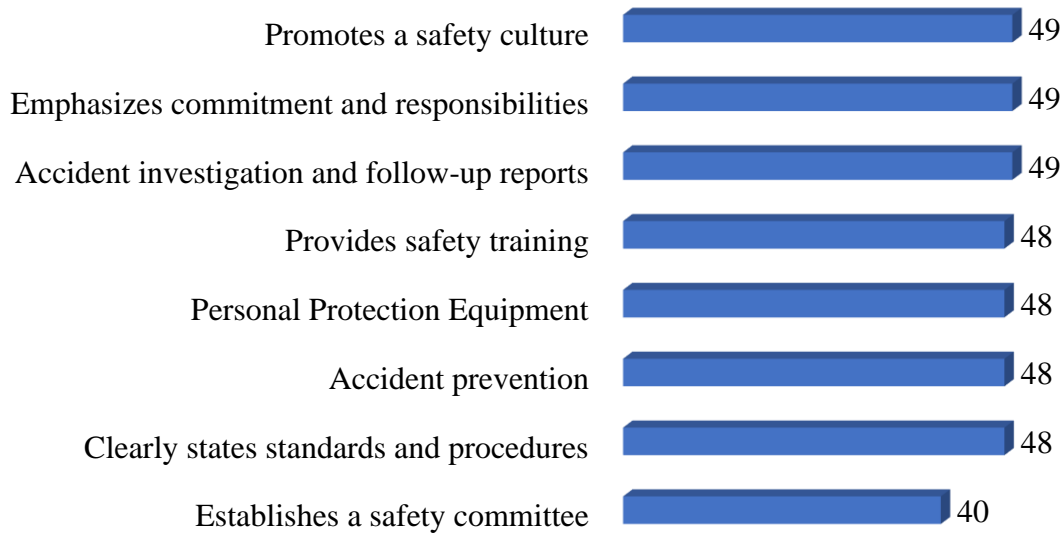 Promotes a safety culture 49
Emphasizes commitment and responsibilities 49
Accident investigation and follow-up reports 49
Provides safety training 48
Personal Protection Equipment 48
Accident prevention 48
Clearly states standards and procedures 48
Establishes a safety committee 40